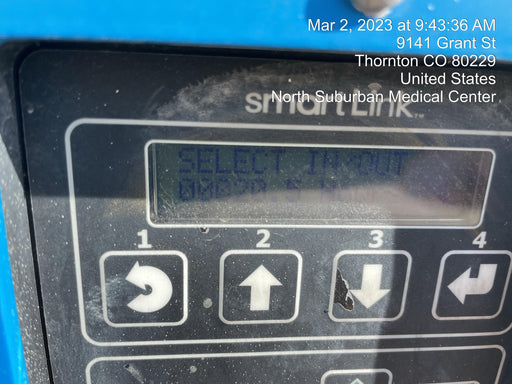 Mar 2, 2023 at 9:43:36 AM
9141 Grant St
Thornton CO 80229
United States
North Suburban Medical Center
smartLink™
SELECT IN/OUT
1 2 3 4